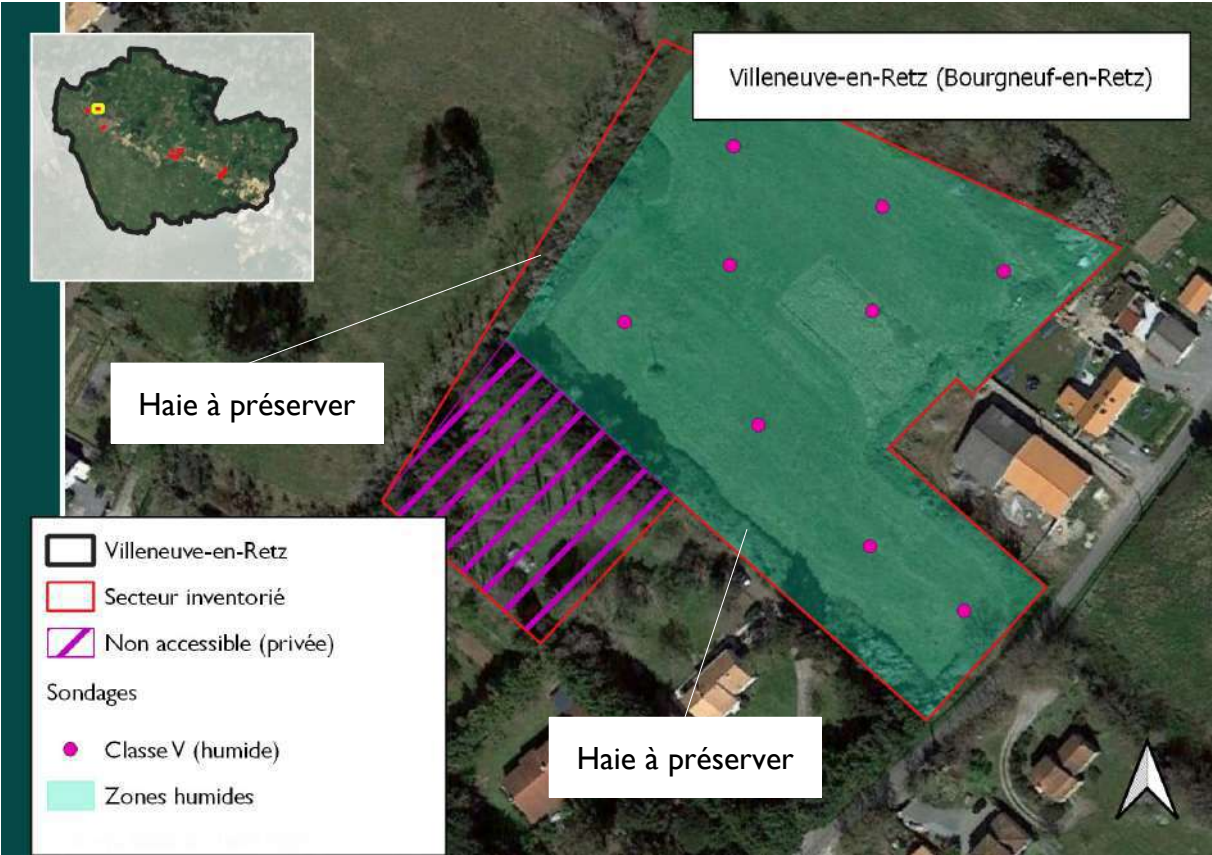 Villeneuve-en-Retz (Bourgneuf-en-Retz)
Haie à préserver
Villeneuve-en-Retz
Secteur inventorié
Non accessible (privée)
Sondages
Classe V (humide)
Zones humides
Haie à préserver